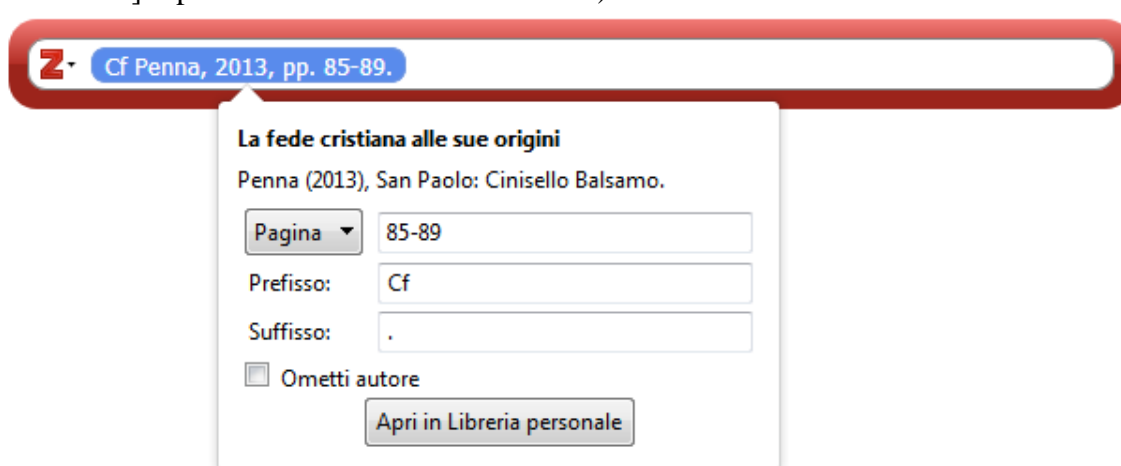 Z Cf Penna, 2013, pp. 85-89.
La fede cristiana alle sue origini
Penna (2013), San Paolo: Cinisello Balsamo.
Pagina 85-89
Prefisso: Cf
Suffisso: .
Ometti autore
Apri in Libreria personale